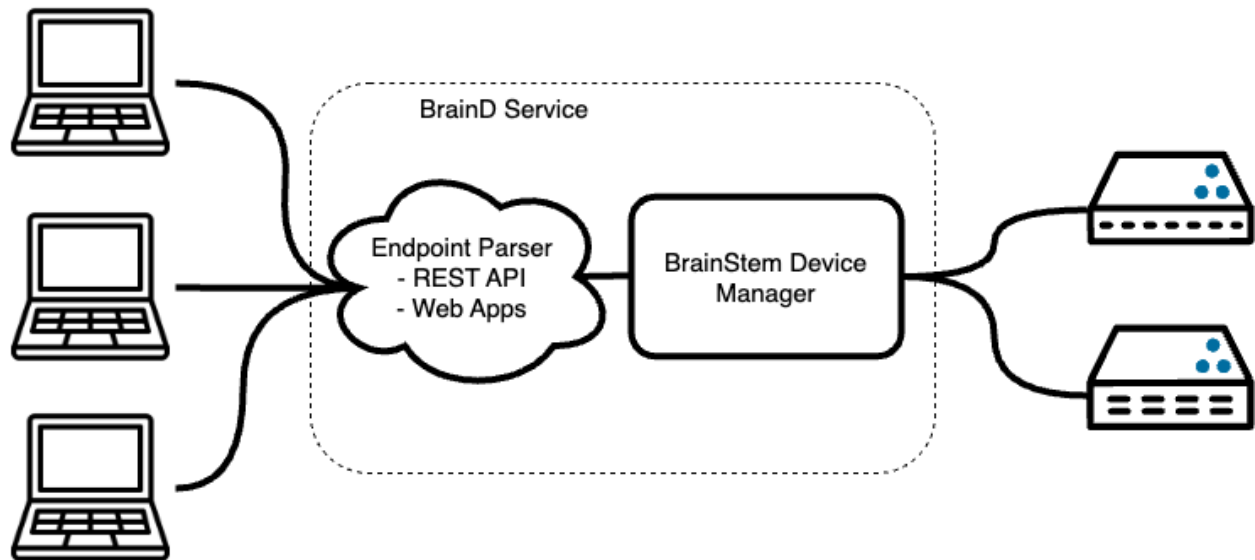 BrainD Service
Endpoint Parser
- REST API
- Web Apps
BrainStem Device
Manager